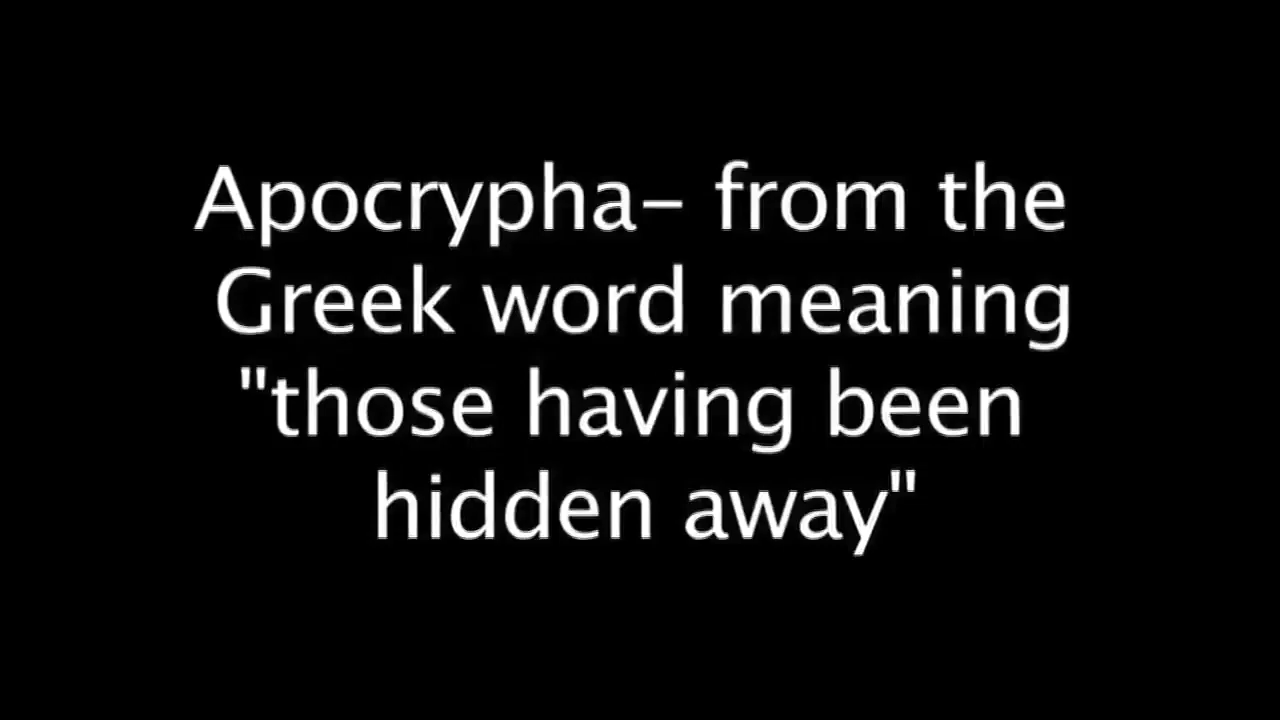 Apocrypha- from the
Greek word meaning
"those having been
hidden away"